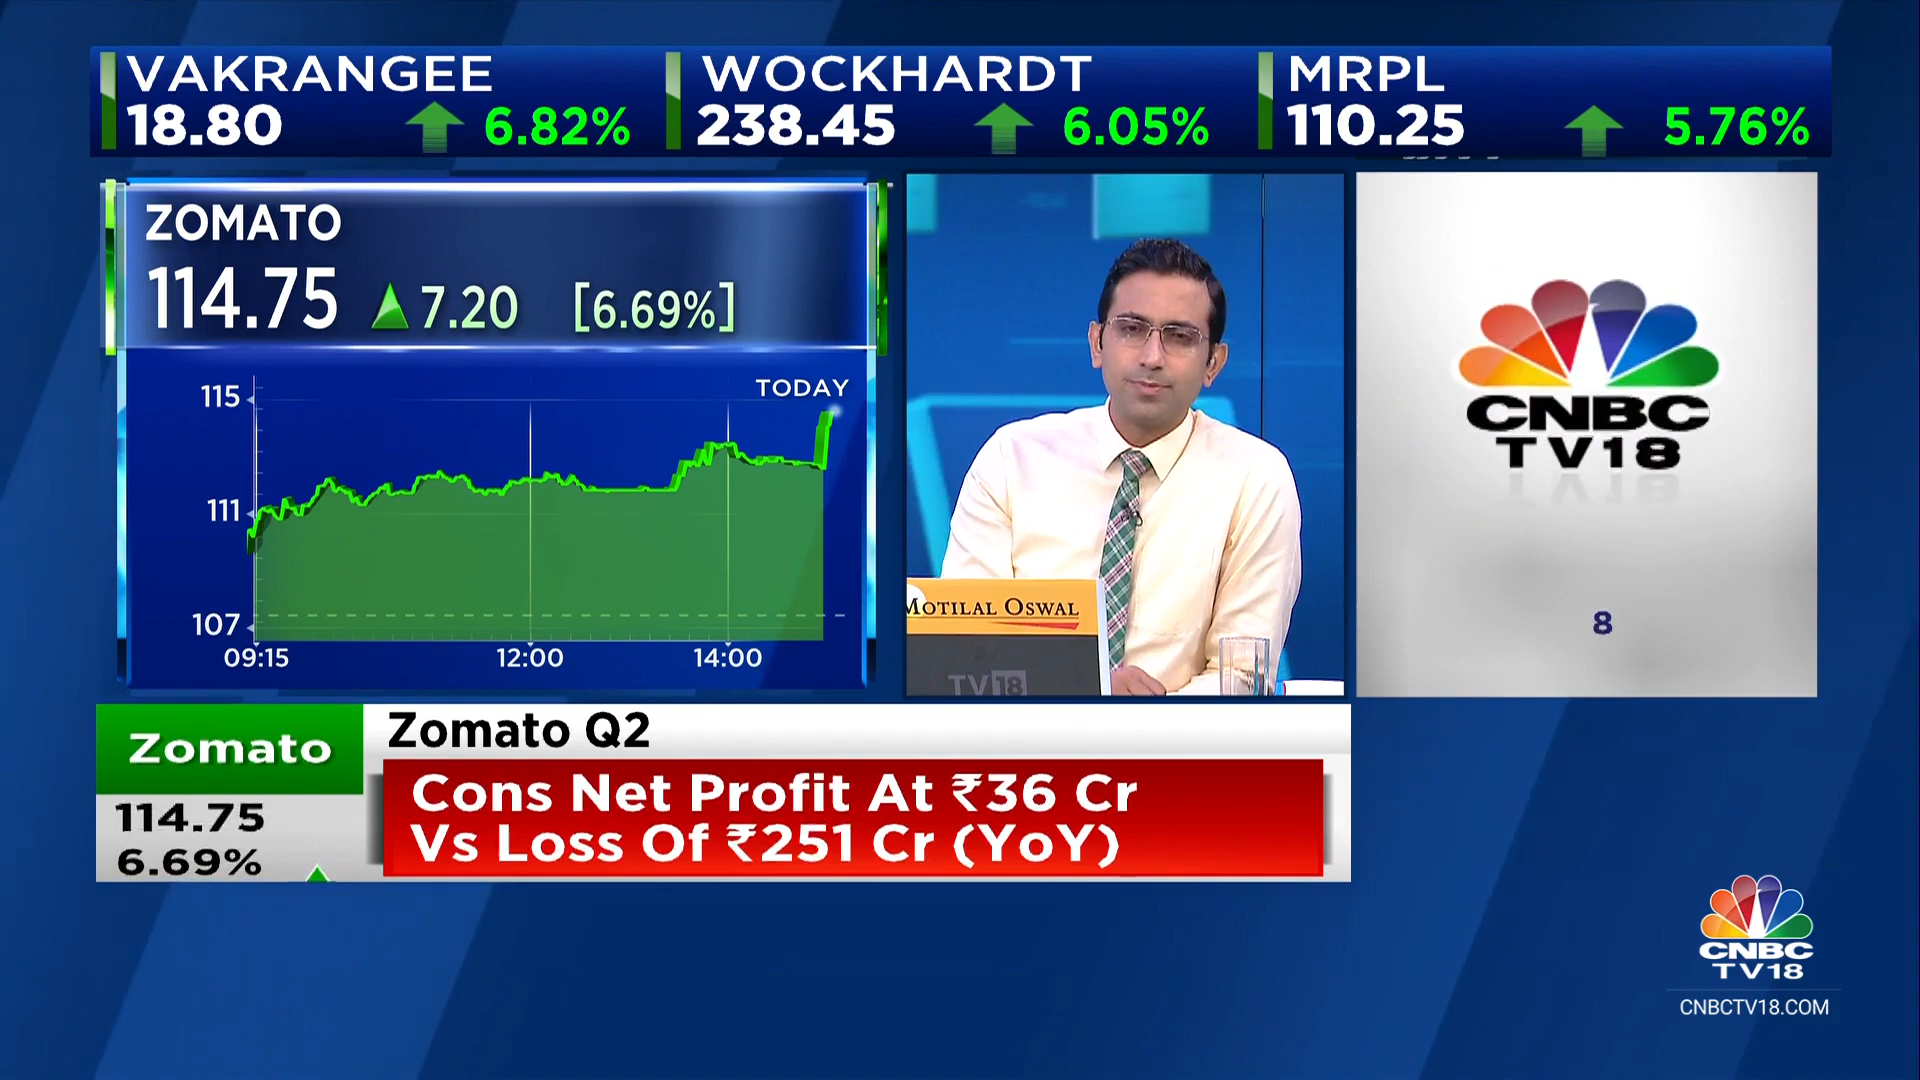 VAKRANGEE
18.80 6.82%
WOCKHARDT
238.45 6.05%
MRPL
110.25 5.76%
ZOMATO
114.75 7.20 [6.69%]
TODAY
115
111
107
09:15 12:00 14:00
MOTILAL OSWAL
TV18
CNBC
TV18
8
Zomato
114.75
6.69%
Zomato Q2
Cons Net Profit At ₹36 Cr
Vs Loss Of ₹251 Cr (YoY)
CNBC
TV18
CNBCTV18.COM